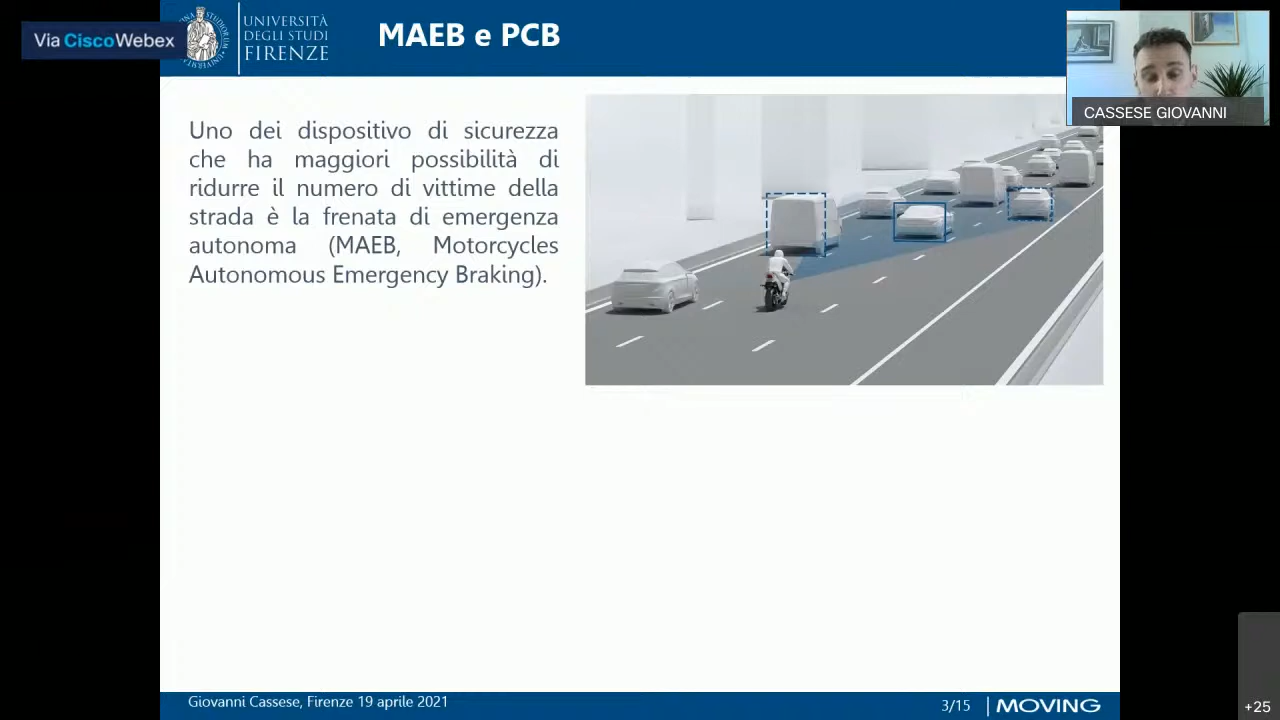 Via CiscoWebex
UNIVERSITÀ
DEGLI STUDI
FIRENZE
MAEB e PCB
CASSESE GIOVANNI
Uno dei dispositivo di sicurezza
che ha maggiori possibilità di
ridurre il numero di vittime della
strada è la frenata di emergenza
autonoma (MAEB, Motorcycles
Autonomous Emergency Braking).
Giovanni Cassese, Firenze 19 aprile 2021
3/15
MOVING
+25